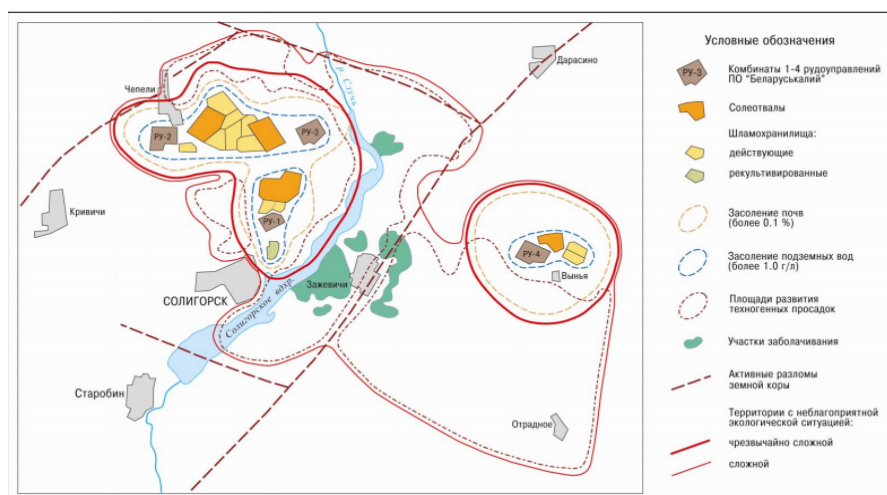 Дарасино
Чепели
р. Случь
РУ-2
РУ-3
Кривичи
РУ-1
РУ-4
Вынья
Зажевичи
СОЛИГОРСК
Солигорское вдхр.
Старобин
Отрадное
Условные обозначения
РУ-3
Комбинаты 1-4 рудоуправлений
ПО "Беларуськалий"
Солеотвалы
Шламохранилища:
действующие
рекультивированные
Засоление почв
(более 0.1 %)
Засоление подземных вод
(более 1.0 г/л)
Площади развития
техногенных просадок
Участки заболачивания
Активные разломы
земной коры
Территории с неблагоприятной
экологической ситуацией:
чрезвычайно сложной
сложной